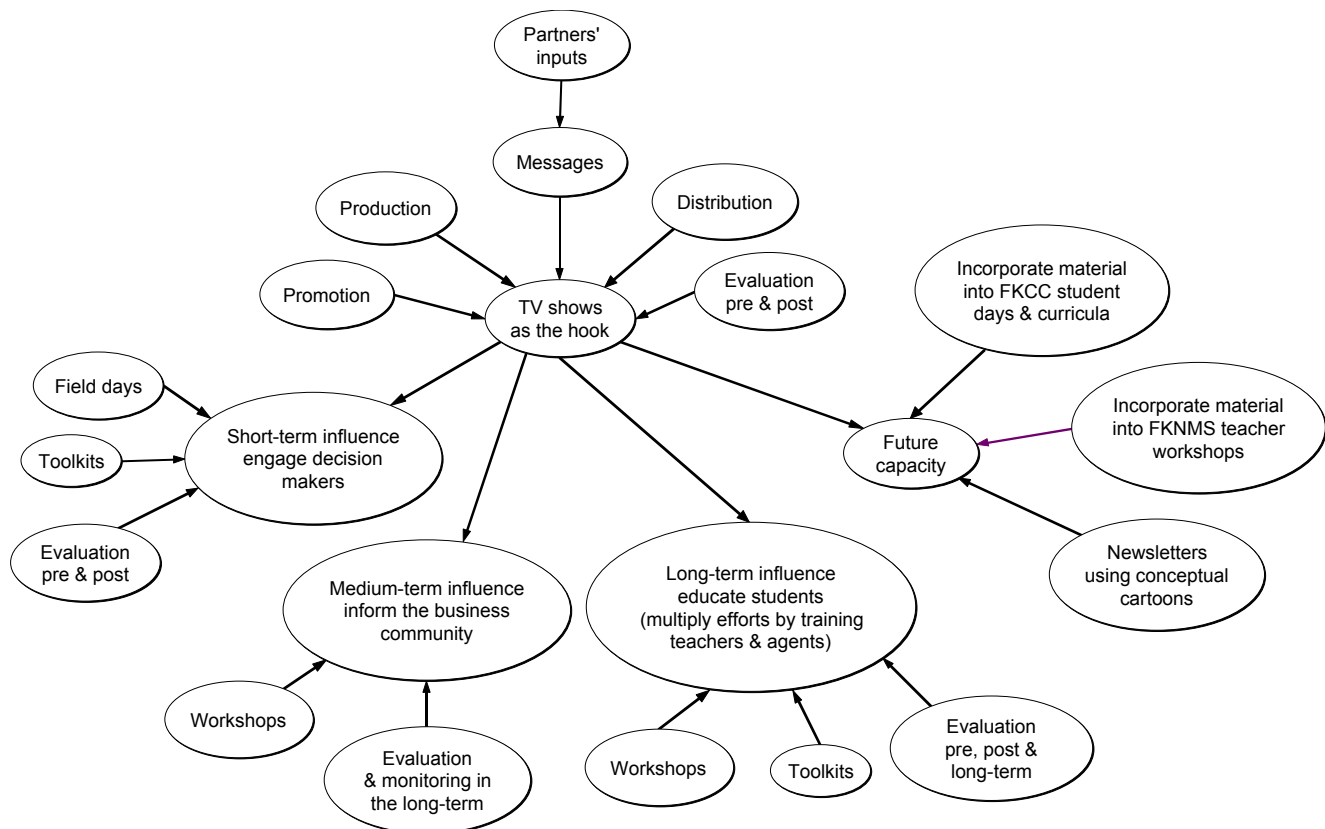 Partners'
inputs
Messages
Production
Distribution
Promotion
TV shows
as the hook
Evaluation
pre & post
Incorporate material
into FKCC student
days & curricula
Field days
Toolkits
Evaluation
pre & post
Short-term influence
engage decision
makers
Future
capacity
Incorporate material
into FKNMS teacher
workshops
Newsletters
using conceptual
cartoons
Medium-term influence
inform the business
community
Long-term influence
educate students
(multiply efforts by training
teachers & agents)
Workshops
Evaluation
& monitoring in
the long-term
Workshops
Toolkits
Evaluation
pre, post &
long-term